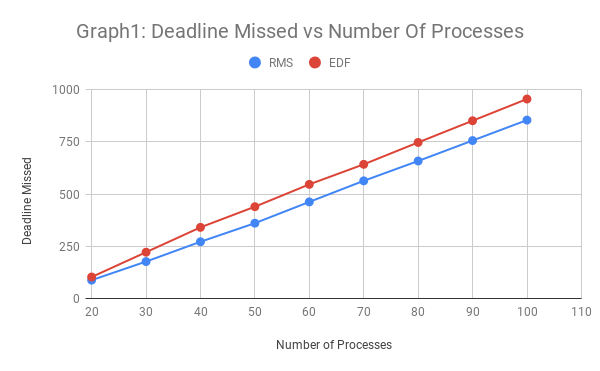 Graph1: Deadline Missed vs Number Of Processes
RMS EDF
1000
750
500
250
0
Deadline Missed
20 30 40 50 60 70 80 90 100 110
Number of Processes